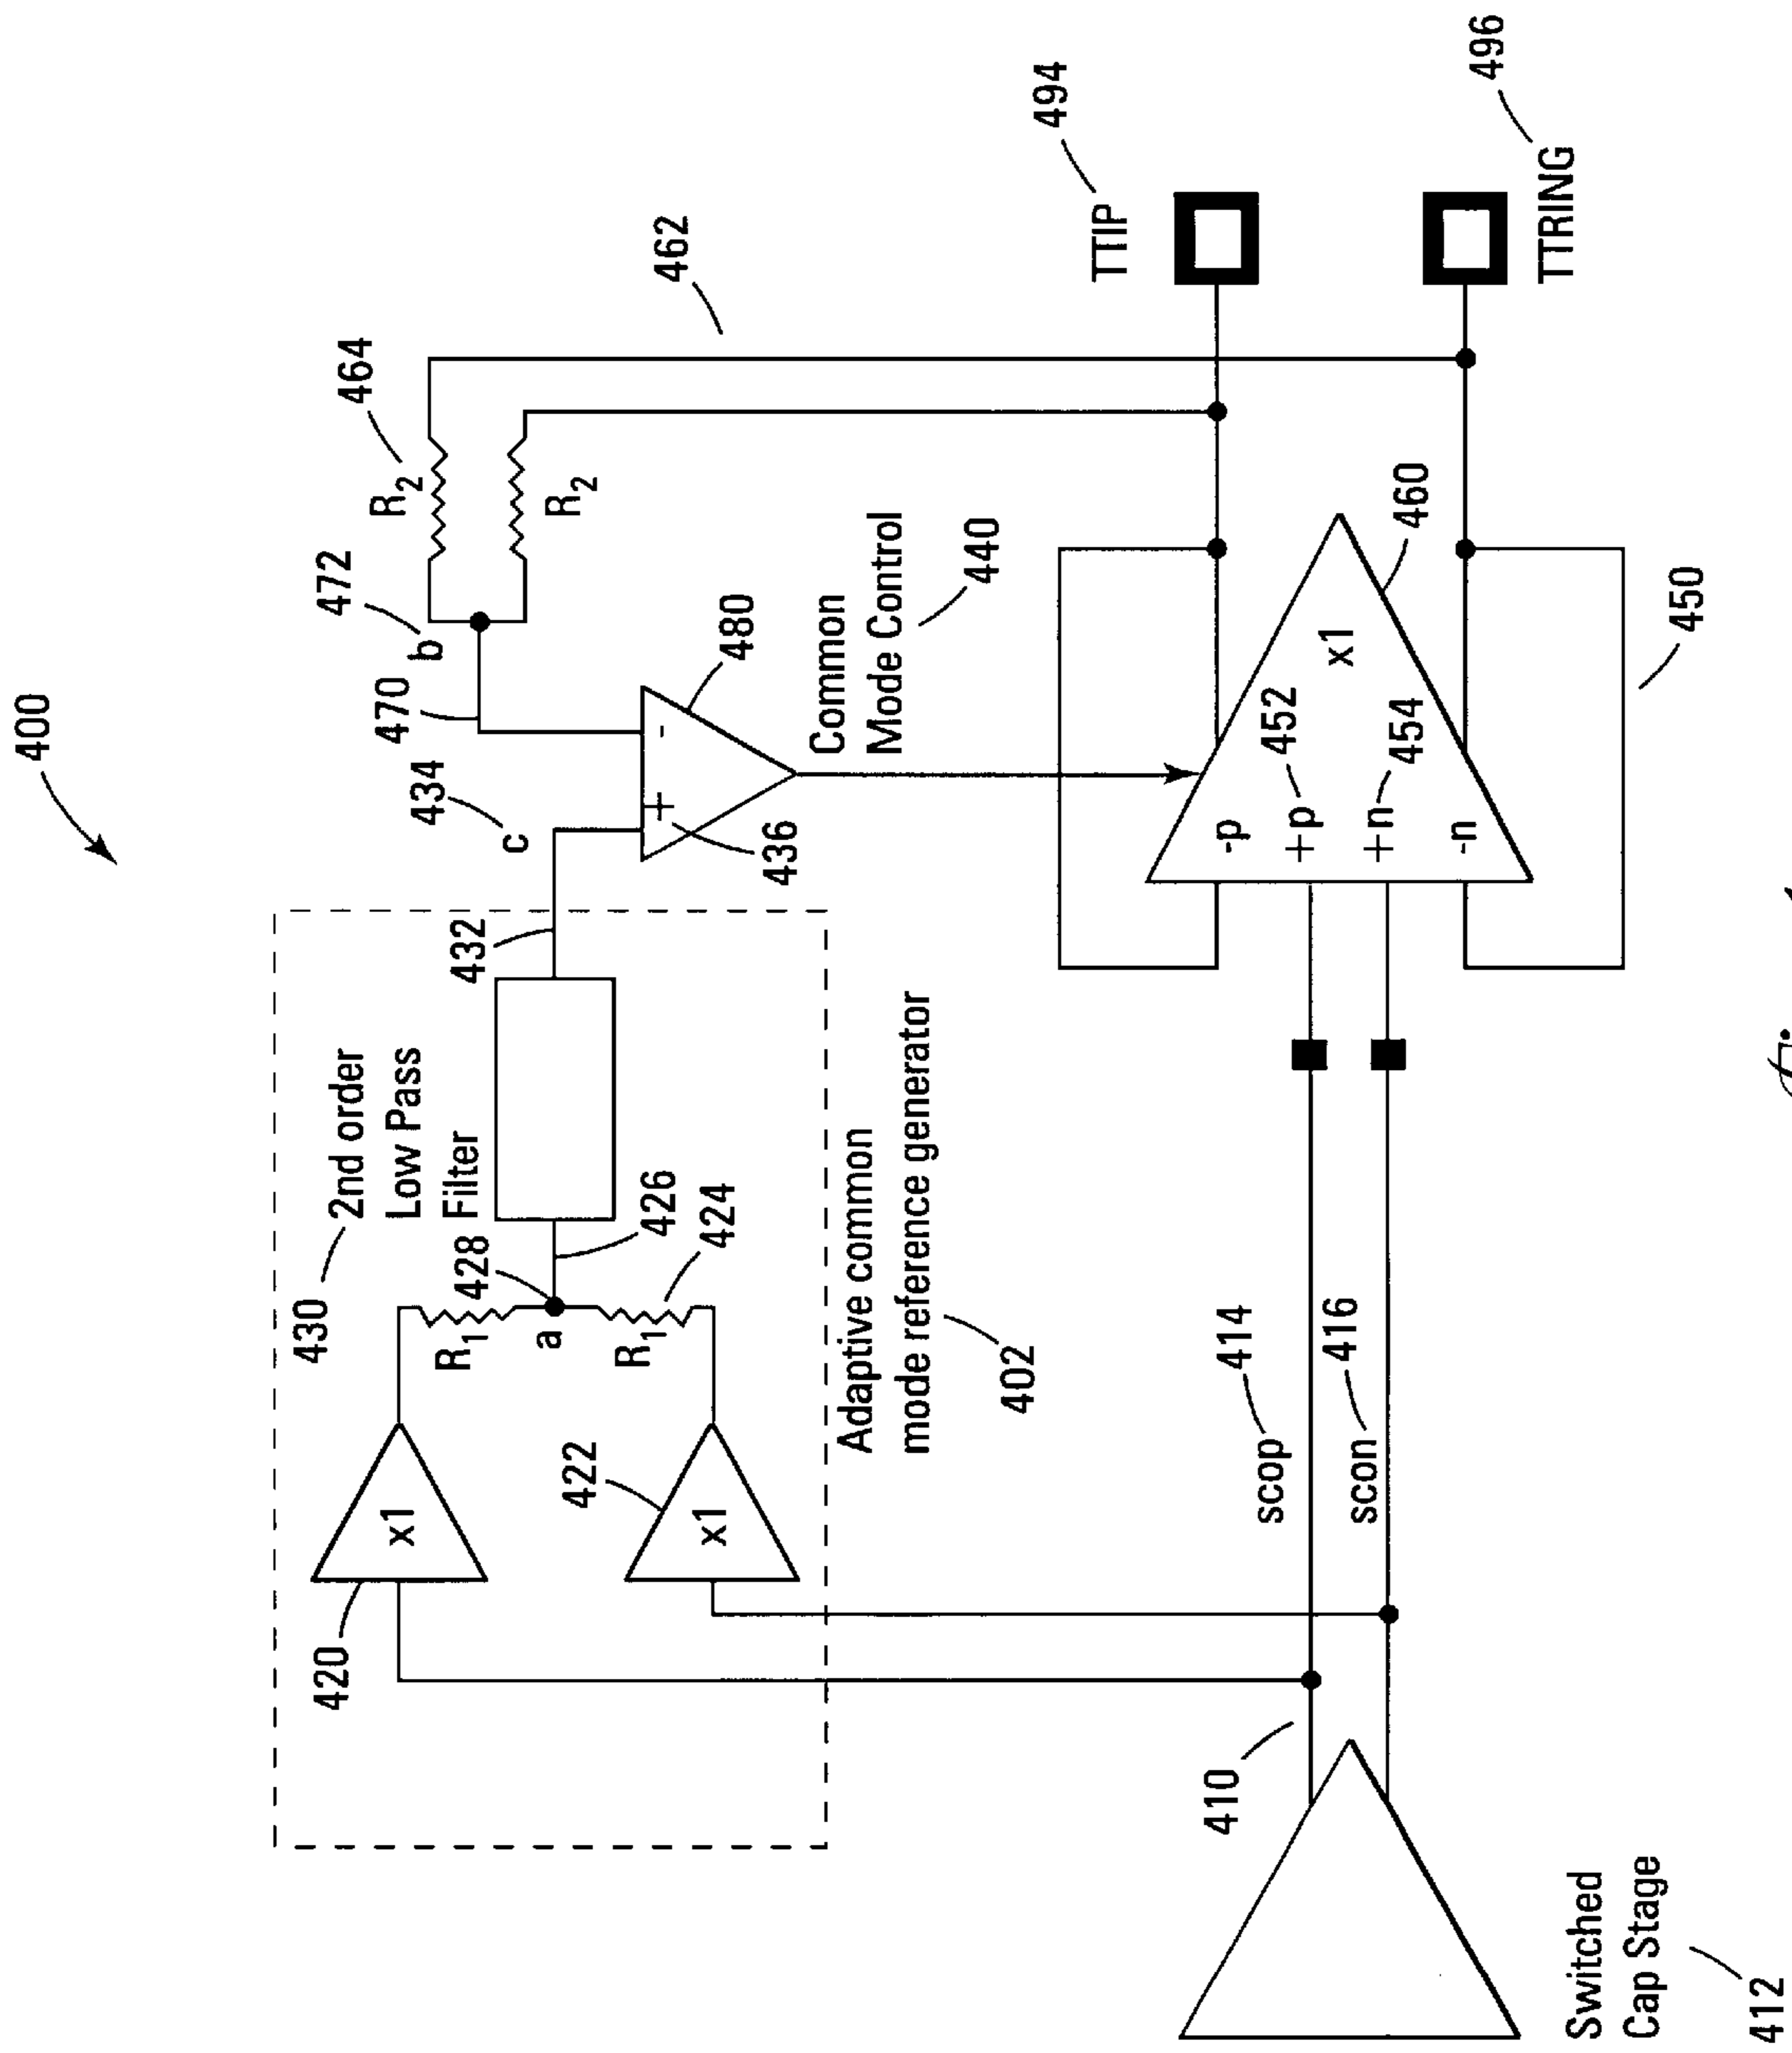 400
420
x1
422
x1
430 2nd order
Low Pass
Filter
428
R1
a
R1
426
424
432
Adaptive common
mode reference generator
402
434
c
470
b
472
R2
464
R2
462
+
-
436
480
Common
Mode Control
440
410
scop 414
scon 416
-p
+p 452
+n 454
-n
x1
460
450
TTIP
494
TTRING
496
Switched
Cap Stage
412